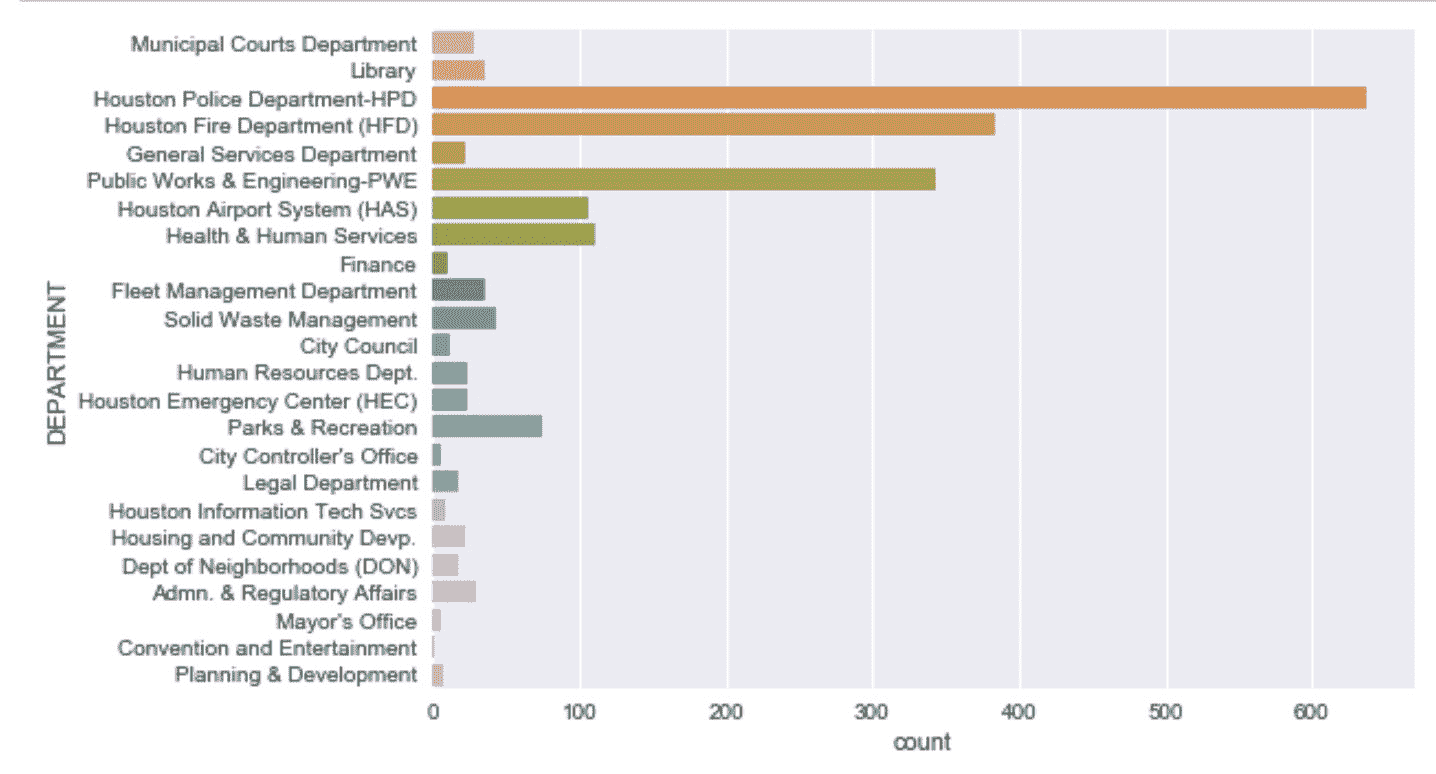 Municipal Courts Department
Library
Houston Police Department-HPD
Houston Fire Department (HFD)
General Services Department
Public Works & Engineering-PWE
Houston Airport System (HAS)
Health & Human Services
Finance
Fleet Management Department
Solid Waste Management
City Council
Human Resources Dept.
Houston Emergency Center (HEC)
Parks & Recreation
City Controller's Office
Legal Department
Houston Information Tech Svcs
Housing and Community Devp.
Dept of Neighborhoods (DON)
Admn. & Regulatory Affairs
Mayor's Office
Convention and Entertainment
Planning & Development
DEPARTMENT
0 100 200 300 400 500 600
count